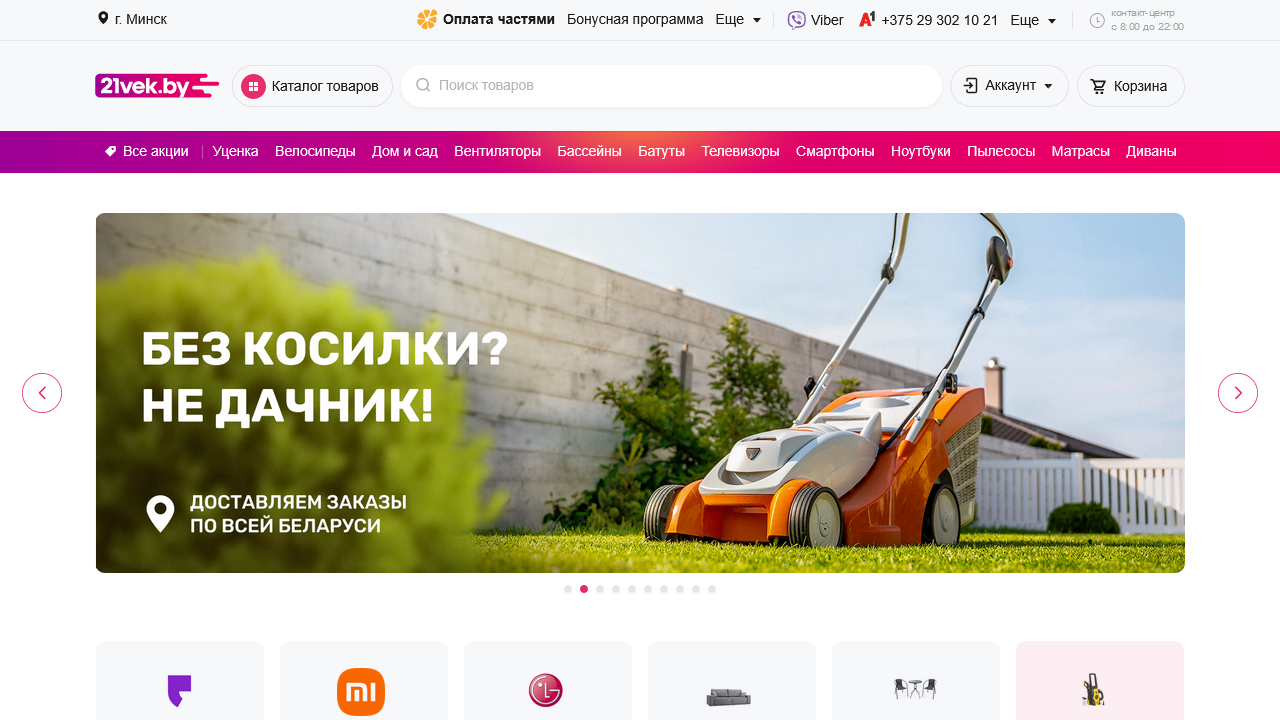 г. Минск
Оплата частями
Бонусная программа
Еще
Viber
A1
+375 29 302 10 21
Еще
контакт-центр
с 8:00 до 22:00
21vek.by
Каталог товаров
Поиск товаров
Аккаунт
Корзина
Все акции
Уценка
Велосипеды
Дом и сад
Вентиляторы
Бассейны
Батуты
Телевизоры
Смартфоны
Ноутбуки
Пылесосы
Матрасы
Диваны
БЕЗ КОСИЛКИ?
НЕ ДАЧНИК!
ДОСТАВЛЯЕМ ЗАКАЗЫ
ПО ВСЕЙ БЕЛАРУСИ
mi
LG